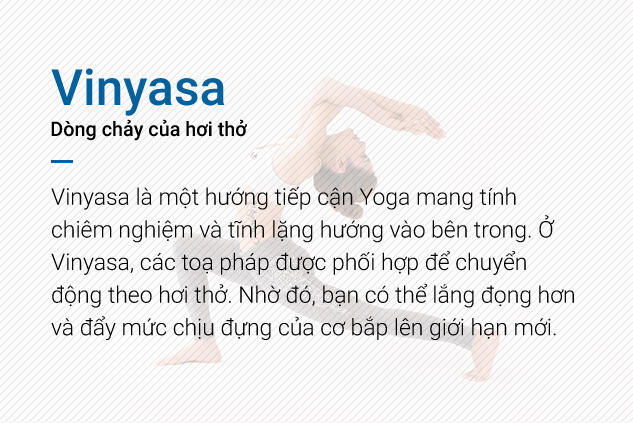 Vinyasa
Dòng chảy của hơi thở
Vinyasa là một hướng tiếp cận Yoga mang tính
chiêm nghiệm và tĩnh lặng hướng vào bên trong. Ở
Vinyasa, các toạ pháp được phối hợp để chuyển
động theo hơi thở. Nhờ đó, bạn có thể lắng đọng hơn
và đẩy mức chịu đựng của cơ bắp lên giới hạn mới.